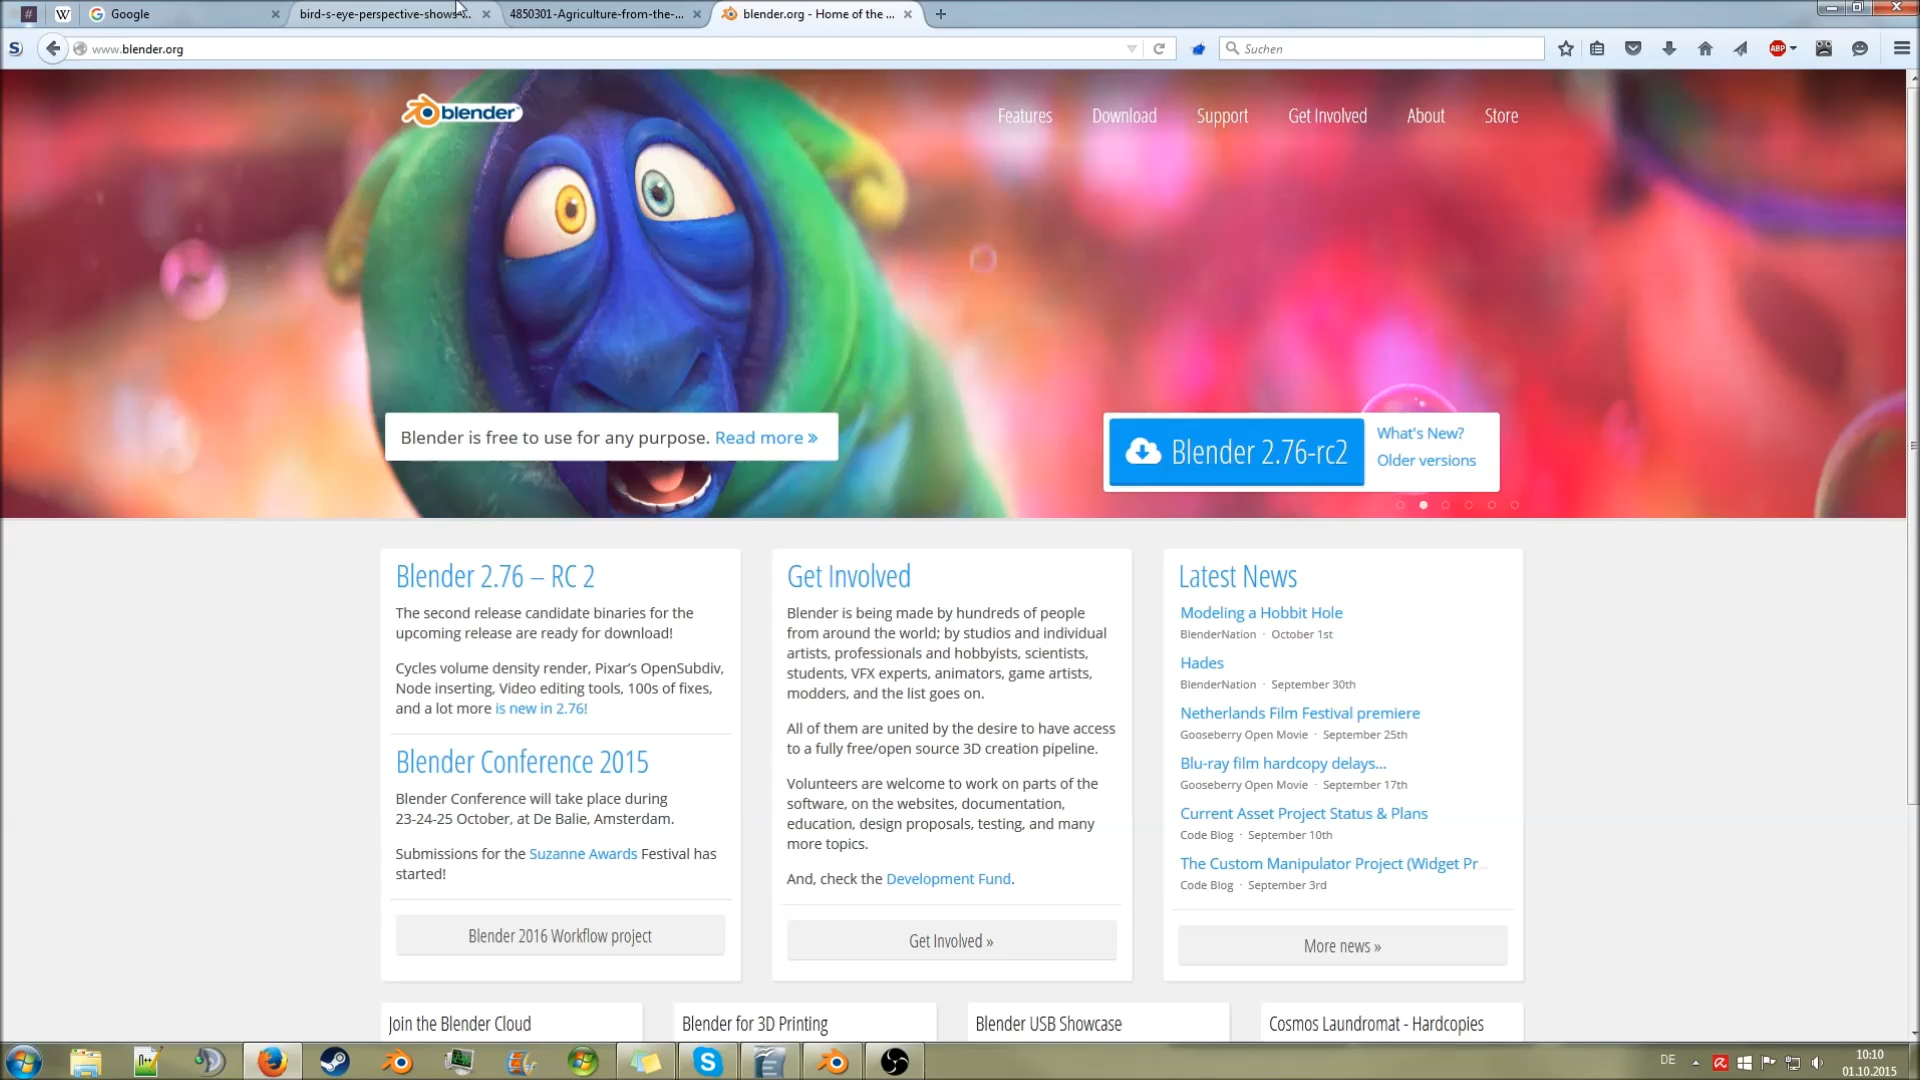 Google
bird-s-eye-perspective-shows-...
4850301-Agriculture-from-the-...
blender.org - Home of the ...
www.blender.org
Suchen
ABP
blender
Features
Download
Support
Get Involved
About
Store
Blender is free to use for any purpose. Read more »
Blender 2.76-rc2
What's New?
Older versions
Blender 2.76 – RC 2
The second release candidate binaries for the
upcoming release are ready for download!
Cycles volume density render, Pixar's OpenSubdiv,
Node inserting, Video editing tools, 100s of fixes,
and a lot more is new in 2.76!
Blender Conference 2015
Blender Conference will take place during
23-24-25 October, at De Balie, Amsterdam.
Submissions for the Suzanne Awards Festival has
started!
Blender 2016 Workflow project
Get Involved
Blender is being made by hundreds of people
from around the world; by studios and individual
artists, professionals and hobbyists, scientists,
students, VFX experts, animators, game artists,
modders, and the list goes on.
All of them are united by the desire to have access
to a fully free/open source 3D creation pipeline.
Volunteers are welcome to work on parts of the
software, on the websites, documentation,
education, design proposals, testing, and many
more topics.
And, check the Development Fund.
Get Involved »
Latest News
Modeling a Hobbit Hole
BlenderNation · October 1st
Hades
BlenderNation · September 30th
Netherlands Film Festival premiere
Gooseberry Open Movie · September 25th
Blu-ray film hardcopy delays...
Gooseberry Open Movie · September 17th
Current Asset Project Status & Plans
Code Blog · September 10th
The Custom Manipulator Project (Widget Pr...
Code Blog · September 3rd
More news »
Join the Blender Cloud
Blender for 3D Printing
Blender USB Showcase
Cosmos Laundromat - Hardcopies
DE
10:10
01.10.2015